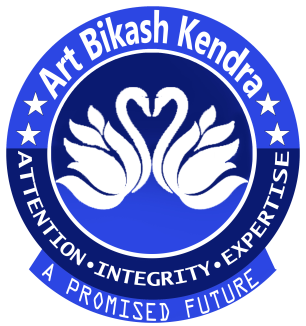 Art Bikash Kendra
ATTENTION • INTEGRITY • EXPERTISE
A PROMISED FUTURE